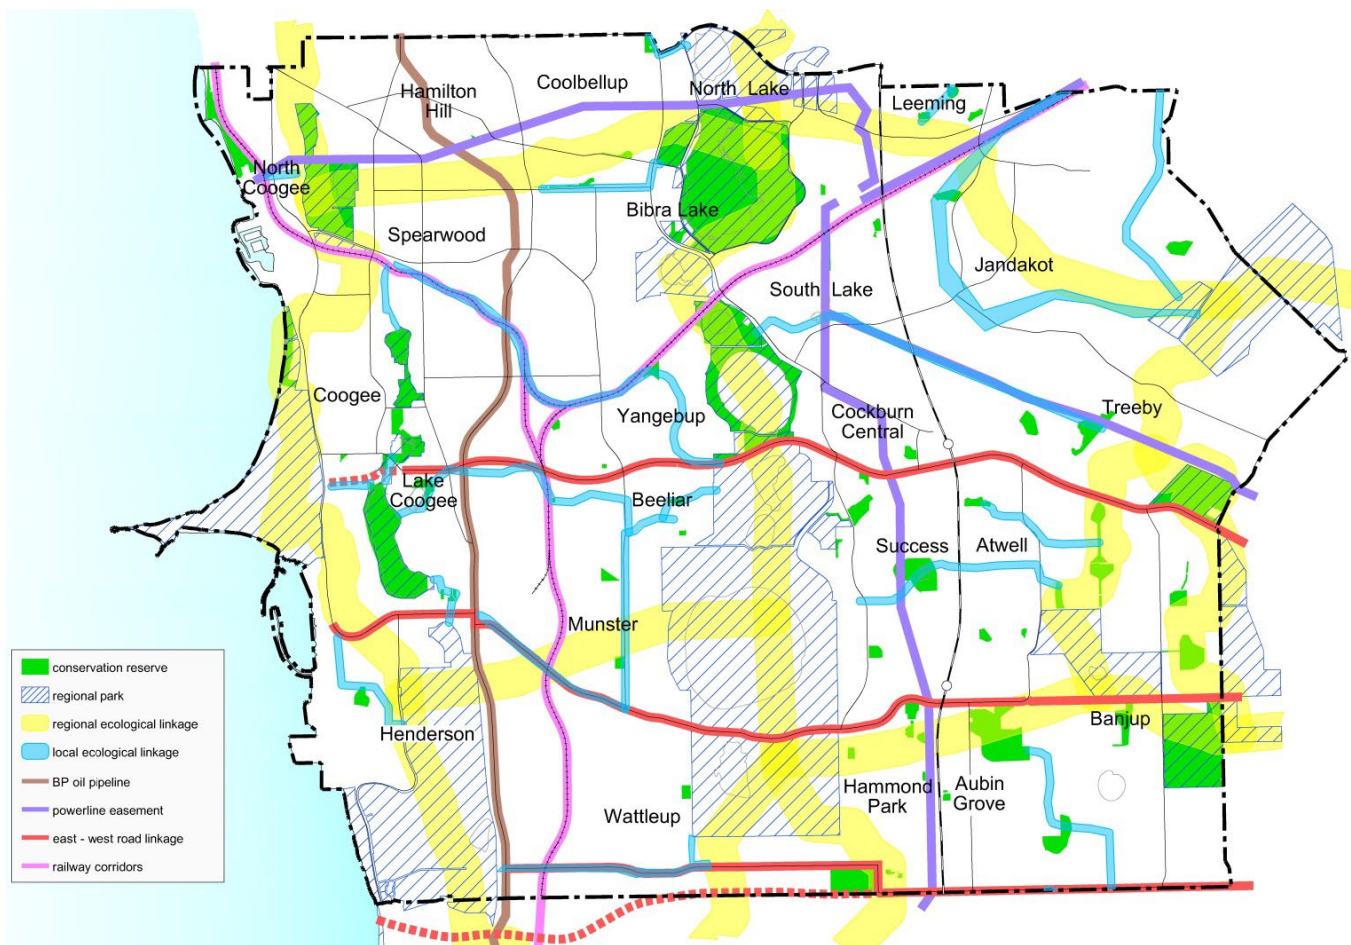 Coolbellup
North Lake
Hamilton
Hill
Leeming
North
Coogee
Bibra Lake
Spearwood
Jandakot
South Lake
Coogee
Yangebup
Cockburn
Central
Treeby
Lake
Coogee
Beeliar
Success
Atwell
Munster
Henderson
Banjup
Hammond
Park
Aubin
Grove
Wattleup
conservation reserve
regional park
regional ecological linkage
local ecological linkage
BP oil pipeline
powerline easement
east - west road linkage
railway corridors